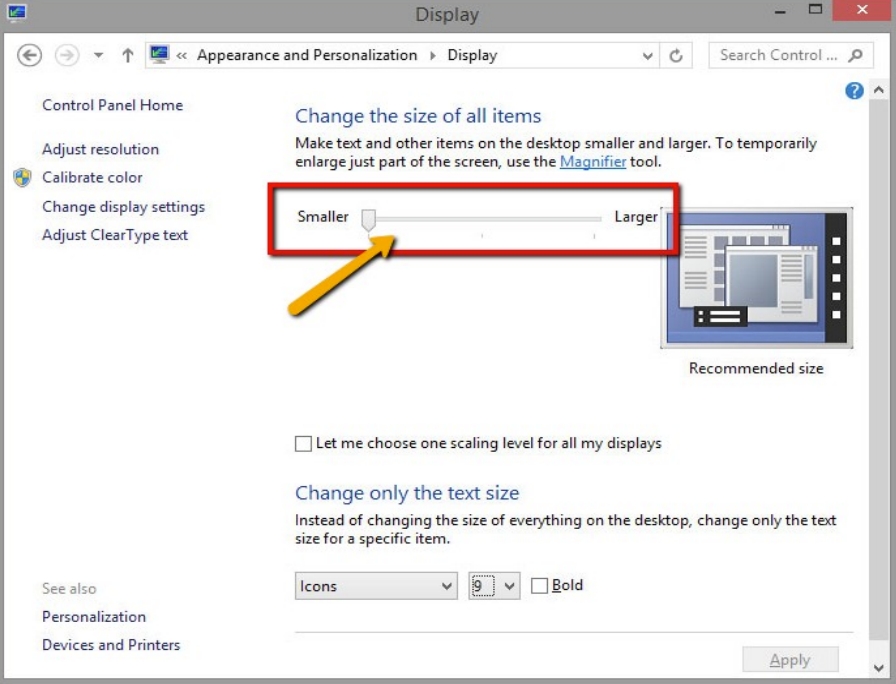 Display
« Appearance and Personalization Display
Search Control ...
Control Panel Home
Adjust resolution
Calibrate color
Change display settings
Adjust ClearType text
See also
Personalization
Devices and Printers
?
Change the size of all items
Make text and other items on the desktop smaller and larger. To temporarily
enlarge just part of the screen, use the Magnifier tool.
Smaller Larger
Recommended size
Let me choose one scaling level for all my displays
Change only the text size
Instead of changing the size of everything on the desktop, change only the text
size for a specific item.
Icons 9 Bold
Apply